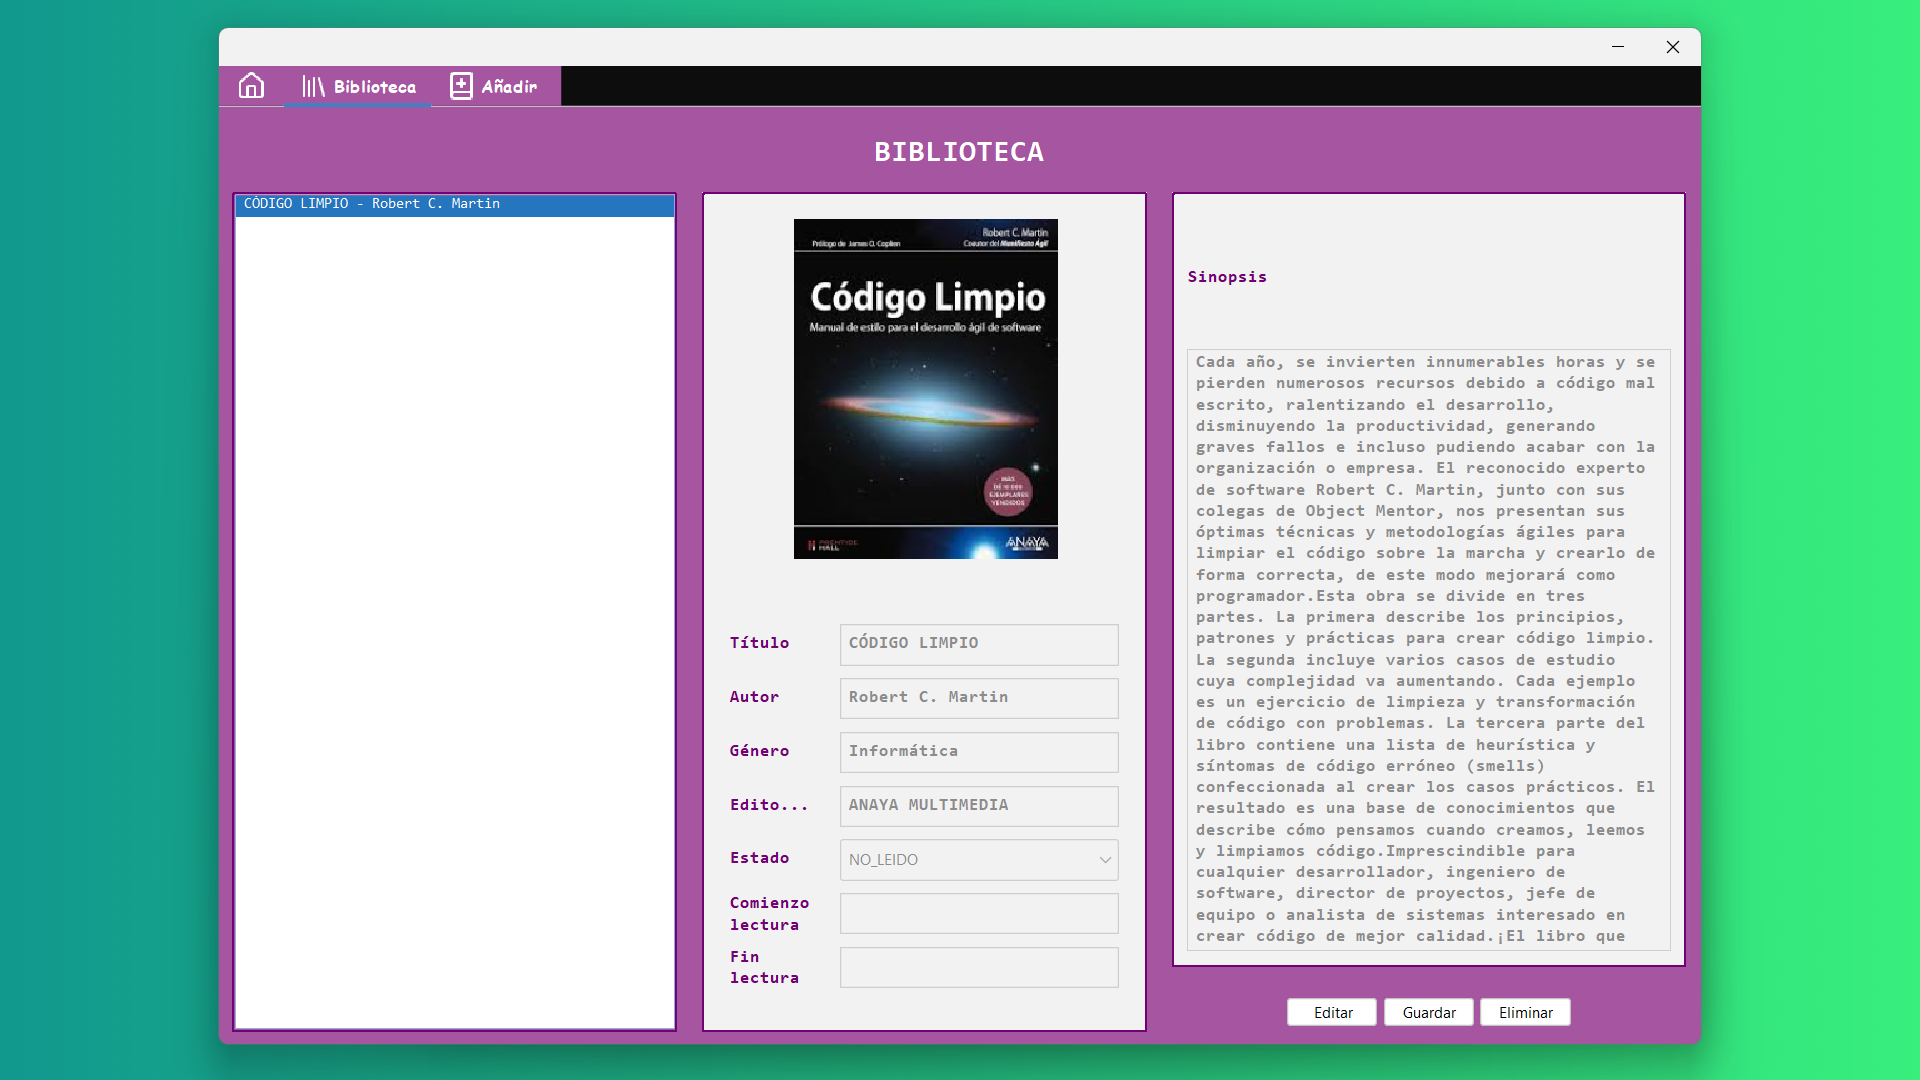 Biblioteca
Añadir
BIBLIOTECA
CÓDIGO LIMPIO - Robert C. Martin
Robert C. Martin
Prólogo de James O. Coplien
Coautor del Manifiesto Ágil
Código Limpio
Manual de estilo para el desarrollo ágil de software
MÁS
DE 10 000
EJEMPLARES
VENDIDOS
PRENTICE
HALL
ANAYA
Título
CÓDIGO LIMPIO
Autor
Robert C. Martin
Género
Informática
Edito...
ANAYA MULTIMEDIA
Estado
NO_LEIDO
Comienzo
lectura
Fin
lectura
Sinopsis
Cada año, se invierten innumerables horas y se
pierden numerosos recursos debido a código mal
escrito, ralentizando el desarrollo,
disminuyendo la productividad, generando
graves fallos e incluso pudiendo acabar con la
organización o empresa. El reconocido experto
de software Robert C. Martin, junto con sus
colegas de Object Mentor, nos presentan sus
óptimas técnicas y metodologías ágiles para
limpiar el código sobre la marcha y crearlo de
forma correcta, de este modo mejorará como
programador.Esta obra se divide en tres
partes. La primera describe los principios,
patrones y prácticas para crear código limpio.
La segunda incluye varios casos de estudio
cuya complejidad va aumentando. Cada ejemplo
es un ejercicio de limpieza y transformación
de código con problemas. La tercera parte del
libro contiene una lista de heurística y
síntomas de código erróneo (smells)
confeccionada al crear los casos prácticos. El
resultado es una base de conocimientos que
describe cómo pensamos cuando creamos, leemos
y limpiamos código.Imprescindible para
cualquier desarrollador, ingeniero de
software, director de proyectos, jefe de
equipo o analista de sistemas interesado en
crear código de mejor calidad.¡El libro que
Editar
Guardar
Eliminar